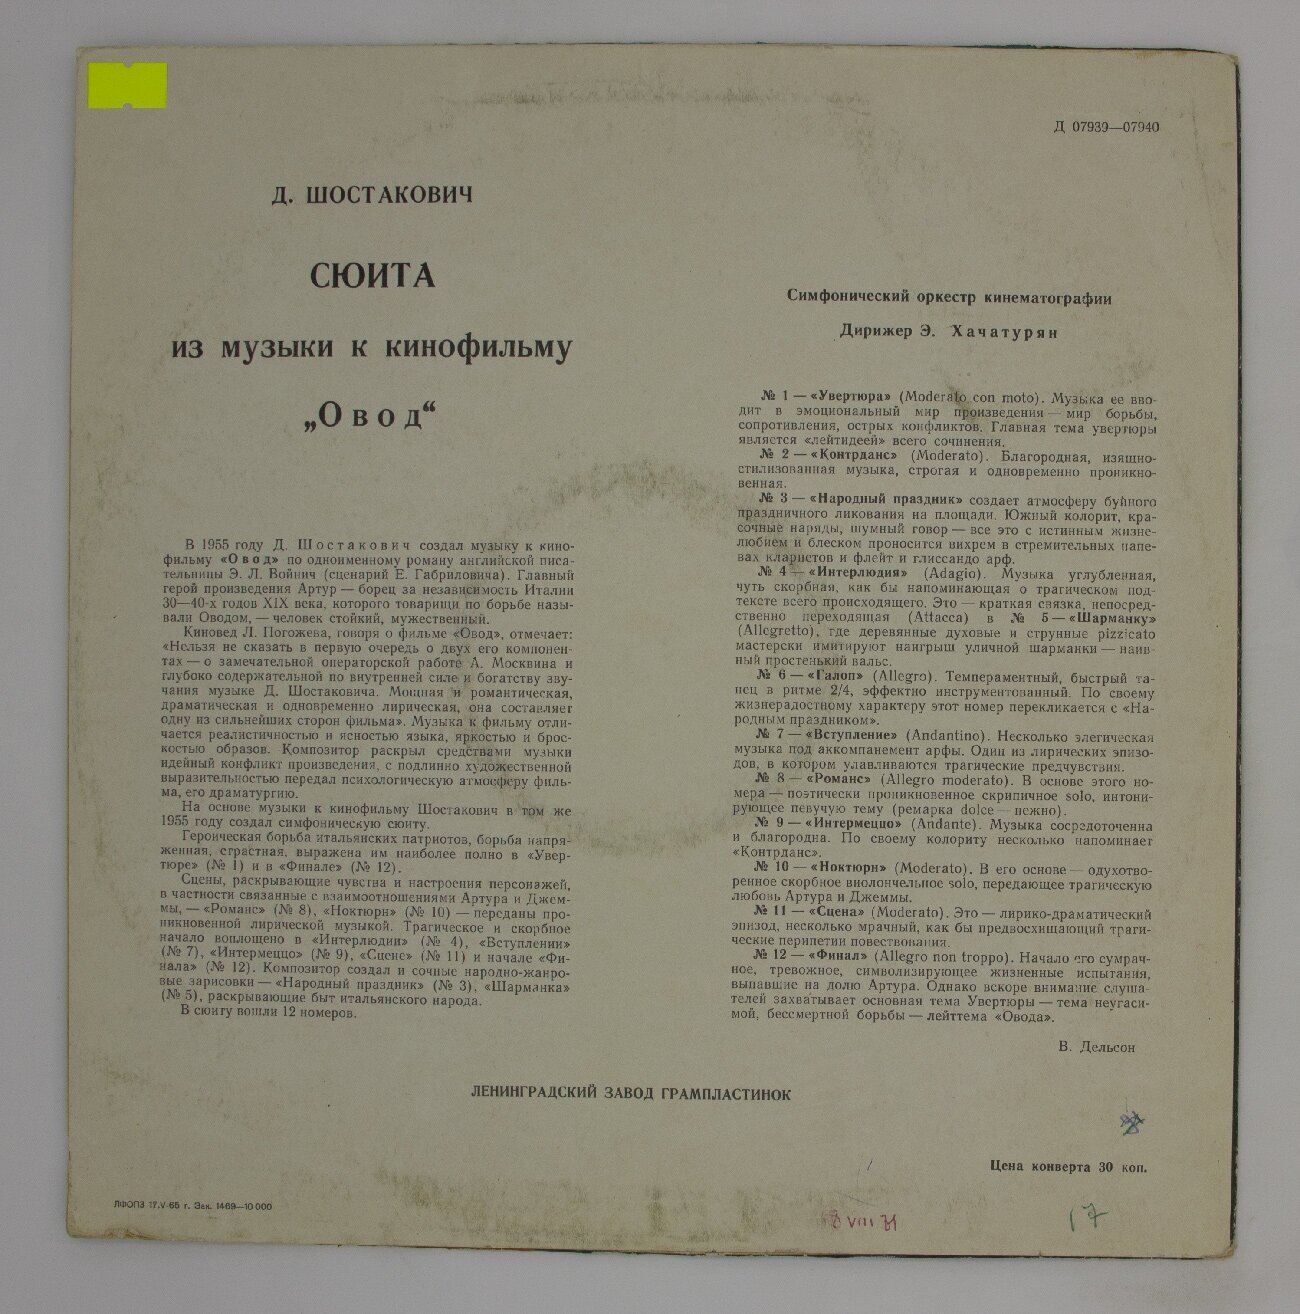 Д 07939—07940
Д. ШОСТАКОВИЧ
СЮИТА
из музыки к кинофильму
„Овод“
В 1955 году Д. Шостакович создал музыку к кино-
фильму «Овод» по одноименному роману английской писа-
тельницы Э. Л. Войнич (сценарий Е. Габриловича). Главный
герой произведения Артур — борец за независимость Италии
30—40-х годов XIX века, которого товарищи по борьбе назы-
вали Оводом, — человек стойкий, мужественный.
Киновед Л. Погожева, говоря о фильме «Овод», отмечает:
«Нельзя не сказать в первую очередь о двух его компонен-
тах — о замечательной операторской работе А. Москвина и
глубоко содержательной по внутренней силе и богатству зву-
чания музыке Д. Шостаковича. Мощная и романтическая,
драматическая и одновременно лирическая, она составляет
одну из сильнейших сторон фильма». Музыка к фильму отли-
чается реалистичностью и ясностью языка, яркостью и брос-
костью образов. Композитор раскрыл средствами музыки
идейный конфликт произведения, с подлинно художественной
выразительностью передал психологическую атмосферу филь-
ма, его драматургию.
На основе музыки к кинофильму Шостакович в том же
1955 году создал симфоническую сюиту.
Героическая борьба итальянских патриотов, борьба напря-
женная, страстная, выражена им наиболее полно в «Увер-
тюре» (№ 1) и в «Финале» (№ 12).
Сцены, раскрывающие чувства и настроения персонажей,
в частности связанные с взаимоотношениями Артура и Джем-
мы, — «Романс» (№ 8), «Ноктюрн» (№ 10) — переданы про-
никновенной лирической музыкой. Трагическое и скорбное
начало воплощено в «Интерлюдии» (№ 4), «Вступлении»
(№ 7), «Интермеццо» (№ 9), «Сцене» (№ 11) и начале «Фи-
нала» (№ 12). Композитор создал и сочные народно-жанро-
вые зарисовки — «Народный праздник» (№ 3), «Шарманка»
(№ 5), раскрывающие быт итальянского народа.
В сюиту вошли 12 номеров.
Симфонический оркестр кинематографии
Дирижер Э. Хачатурян
№ 1 — «Увертюра» (Moderato con moto). Музыка ее вво-
дит в эмоциональный мир произведения — мир борьбы,
сопротивления, острых конфликтов. Главная тема увертюры
является «лейтидеей» всего сочинения.
№ 2 — «Контрданс» (Moderato). Благородная, изящно-
стилизованная музыка, строгая и одновременно проникно-
венная.
№ 3 — «Народный праздник» создает атмосферу буйного
праздничного ликования на площади. Южный колорит, кра-
сочные наряды, шумный говор — все это с истинным жизне-
любием и блеском проносится вихрем в стремительных напе-
вах кларнетов и флейт и глиссандо арф.
№ 4 — «Интерлюдия» (Adagio). Музыка углубленная,
чуть скорбная, как бы напоминающая о трагическом под-
тексте всего происходящего. Это — краткая связка, непосред-
ственно переходящая (Attacca) в № 5 — «Шарманку»
(Allegretto), где деревянные духовые и струнные pizzicato
мастерски имитируют наигрыш уличной шарманки — наив-
ный простенький вальс.
№ 6 — «Галоп» (Allegro). Темпераментный, быстрый та-
нец в ритме 2/4, эффектно инструментованный. По своему
жизнерадостному характеру этот номер перекликается с «На-
родным праздником».
№ 7 — «Вступление» (Andantino). Несколько элегическая
музыка под аккомпанемент арфы. Один из лирических эпизо-
дов, в котором улавливаются трагические предчувствия.
№ 8 — «Романс» (Allegro moderato). В основе этого но-
мера — поэтически проникновенное скрипичное solo, интони-
рующее певучую тему (ремарка dolce — нежно).
№ 9 — «Интермеццо» (Andante). Музыка сосредоточенна
и благородна. По своему колориту несколько напоминает
«Контрданс».
№ 10 — «Ноктюрн» (Moderato). В его основе — одухотво-
ренное скорбное виолончельное solo, передающее трагическую
любовь Артура и Джеммы.
№ 11 — «Сцена» (Moderato). Это — лирико-драматический
эпизод, несколько мрачный, как бы предвосхищающий траги-
ческие перипетии повествования.
№ 12 — «Финал» (Allegro non troppo). Начало его сумрач-
ное, тревожное, символизирующее жизненные испытания,
выпавшие на долю Артура. Однако вскоре внимание слуша-
телей захватывает основная тема Увертюры — тема неугаси-
мой, бессмертной борьбы — лейттема «Овода».
В. Дельсон
ЛЕНИНГРАДСКИЙ ЗАВОД ГРАМПЛАСТИНОК
Цена конверта 30 коп.
ЛФОПЗ 17.V-65 г. Зак. 1469—10 000
VIII 71
17